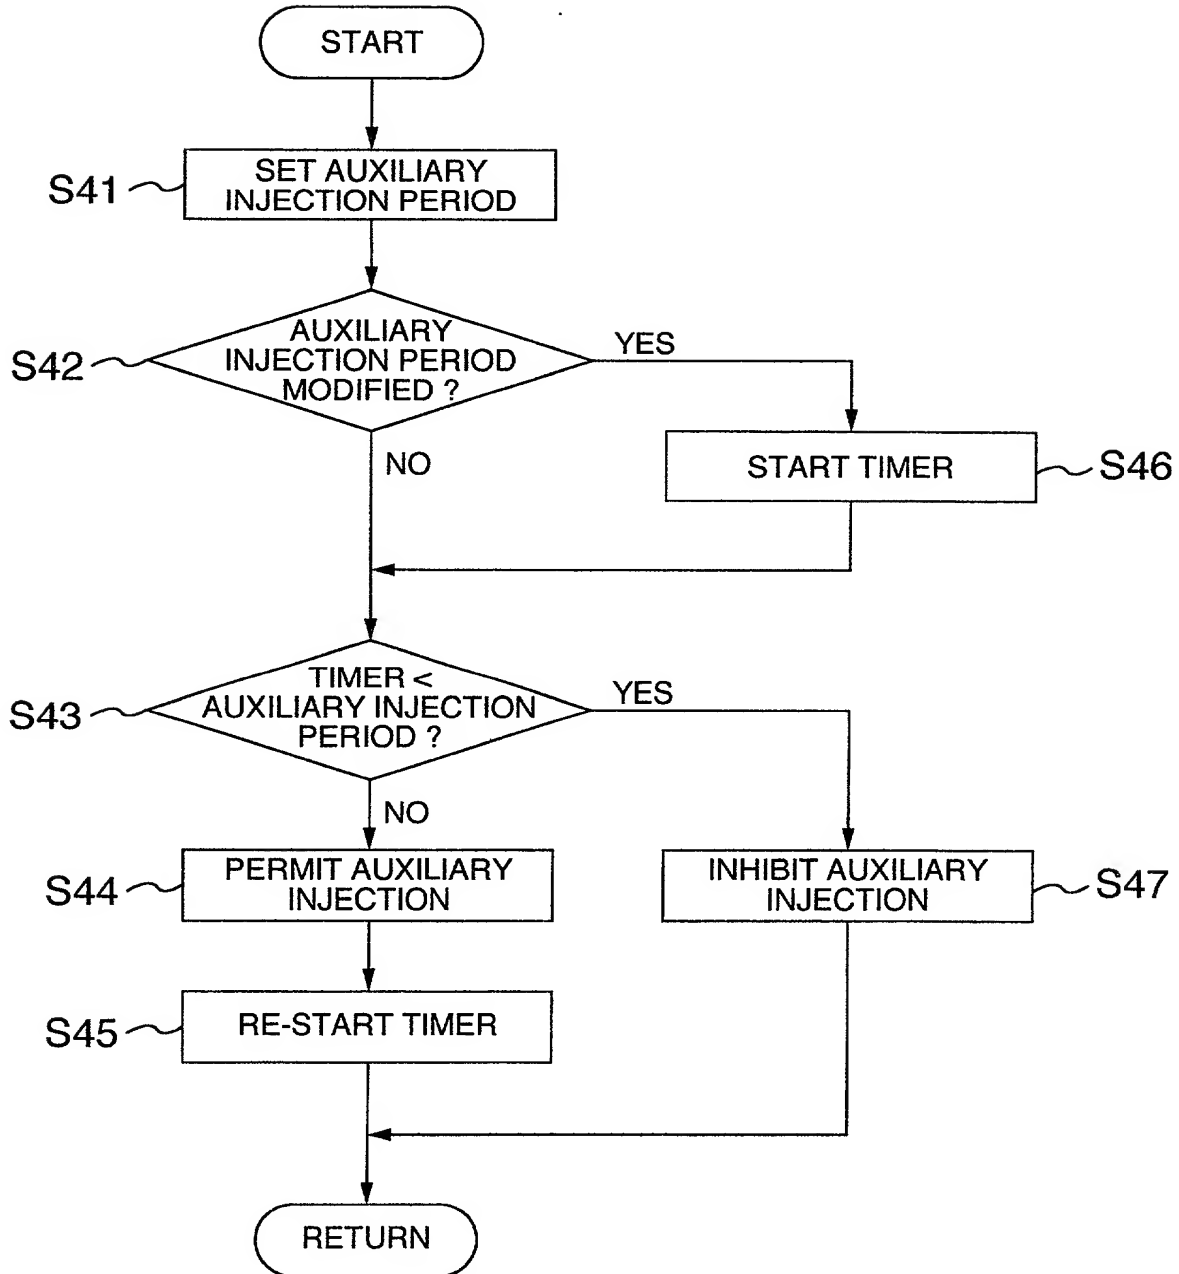 START
S41
SET AUXILIARY
INJECTION PERIOD
S42
AUXILIARY
INJECTION PERIOD
MODIFIED ?
YES
NO
START TIMER
S46
S43
TIMER <
AUXILIARY INJECTION
PERIOD ?
YES
NO
S44
PERMIT AUXILIARY
INJECTION
INHIBIT AUXILIARY
INJECTION
S47
S45
RE-START TIMER
RETURN